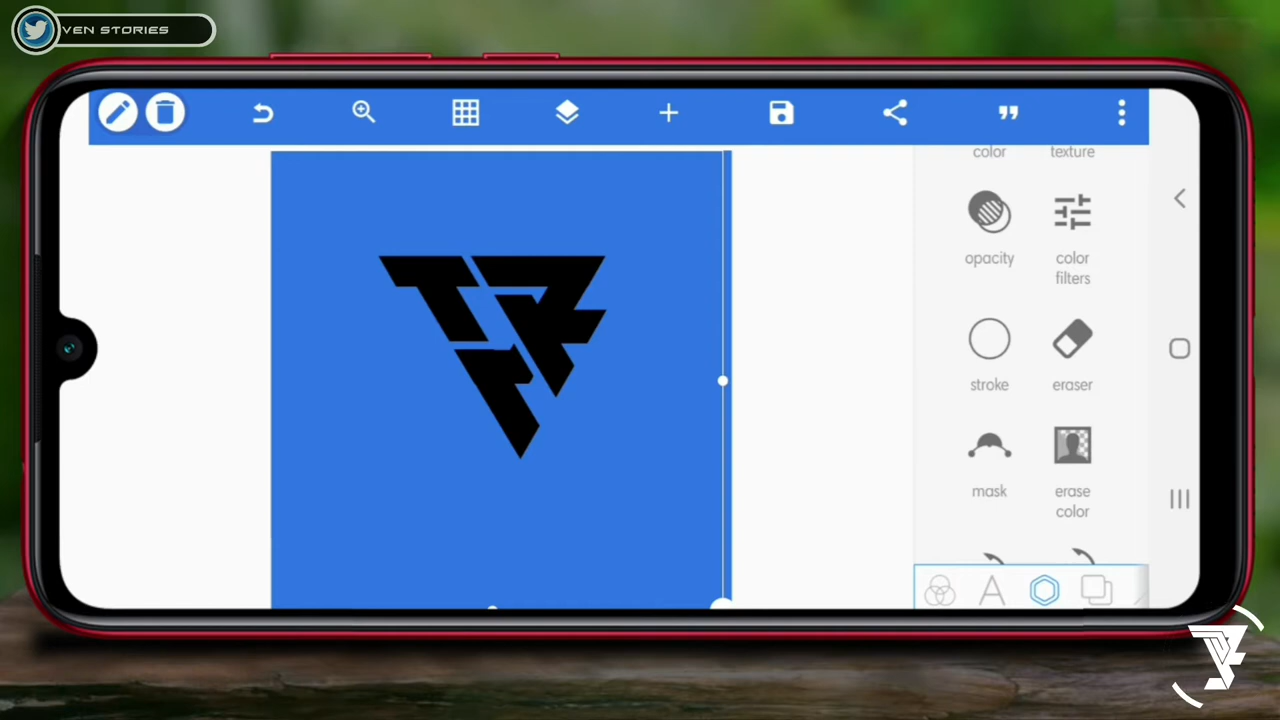 VEN STORIES
color texture
opacity color filters
stroke eraser
mask erase color